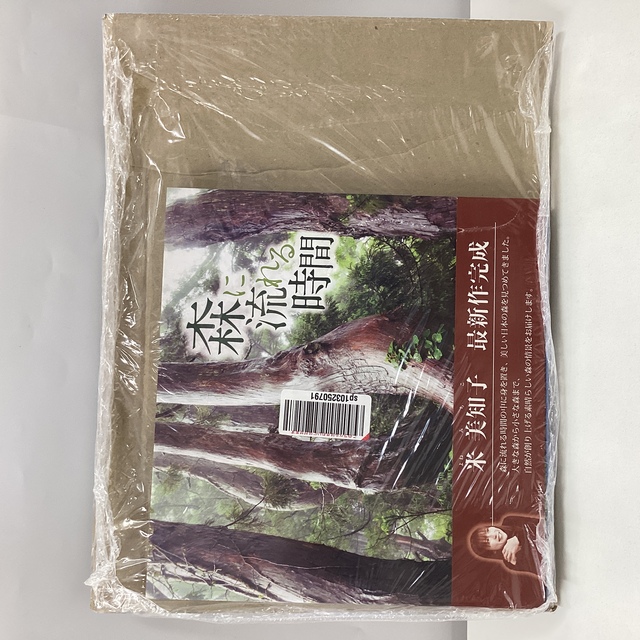 森に
流れる
時間
sp103250791
よね
米 美知子 最新作完成
森に流れる時間の中に身を置き、美しい日本の森を見つめてきました。
大きな森から小さな森まで、
自然が創り上げる素晴らしい森の情景をお届けします。